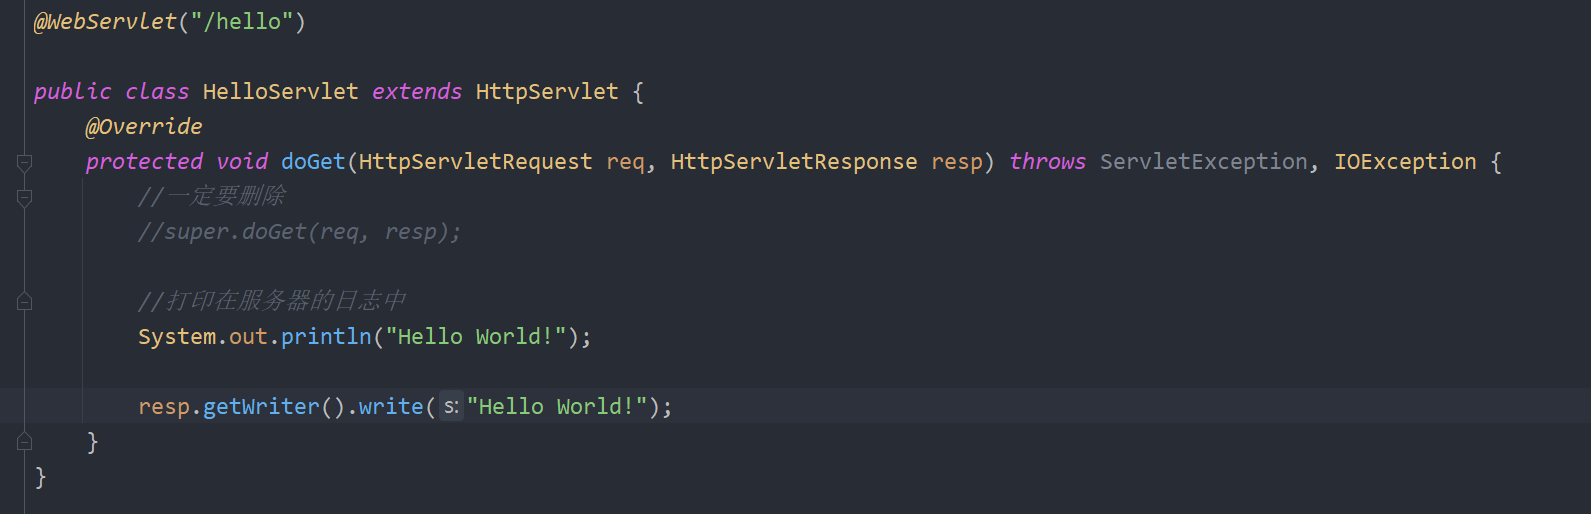 @WebServlet("/hello")
public class HelloServlet extends HttpServlet {
@Override
protected void doGet(HttpServletRequest req, HttpServletResponse resp) throws ServletException, IOException {
//一定要删除
//super.doGet(req, resp);
//打印在服务器的日志中
System.out.println("Hello World!");
resp.getWriter().write(s:"Hello World!");
}
}